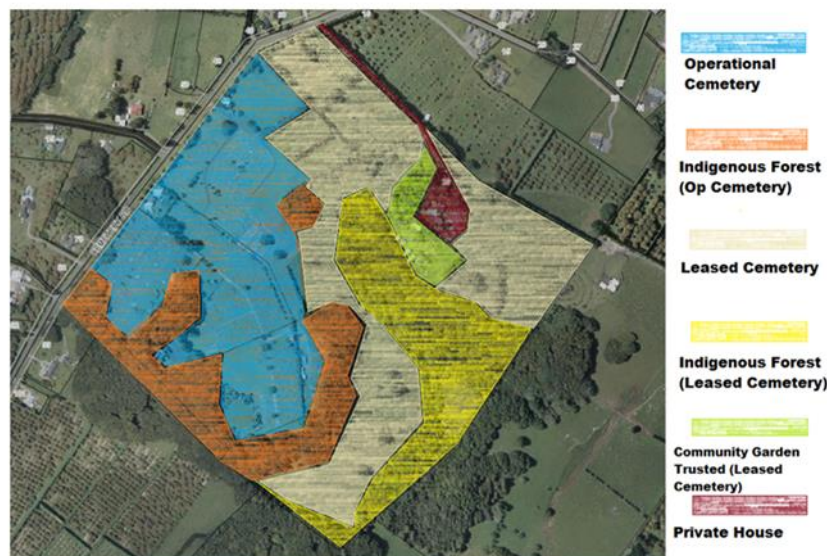 Operational
Cemetery
Indigenous Forest
(Op Cemetery)
Leased Cemetery
Indigenous Forest
(Leased Cemetery)
Community Garden
Trusted (Leased
Cemetery)
Private House